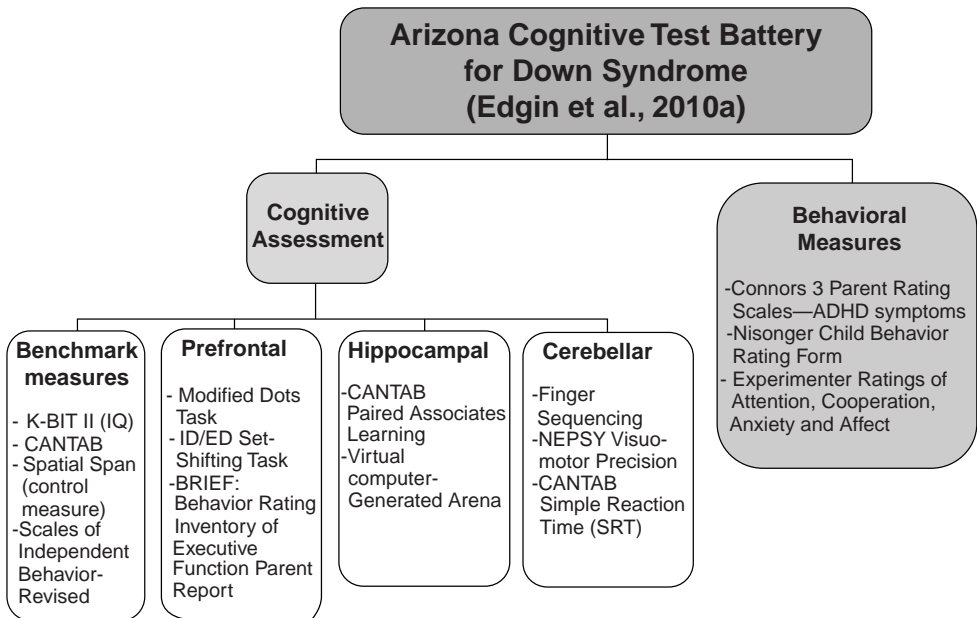 Arizona Cognitive Test Battery
for Down Syndrome
(Edgin et al., 2010a)
Cognitive
Assessment
Behavioral
Measures
-Connors 3 Parent Rating
Scales—ADHD symptoms
-Nisonger Child Behavior
Rating Form
- Experimenter Ratings of
Attention, Cooperation,
Anxiety and Affect
Benchmark
measures
- K-BIT II (IQ)
- CANTAB
- Spatial Span
(control
measure)
-Scales of
Independent
Behavior-
Revised
Prefrontal
- Modified Dots
Task
- ID/ED Set-
Shifting Task
-BRIEF:
Behavior Rating
Inventory of
Executive
Function Parent
Report
Hippocampal
-CANTAB
Paired Associates
Learning
-Virtual
computer-
Generated Arena
Cerebellar
-Finger
Sequencing
-NEPSY Visuo-
motor Precision
-CANTAB
Simple Reaction
Time (SRT)